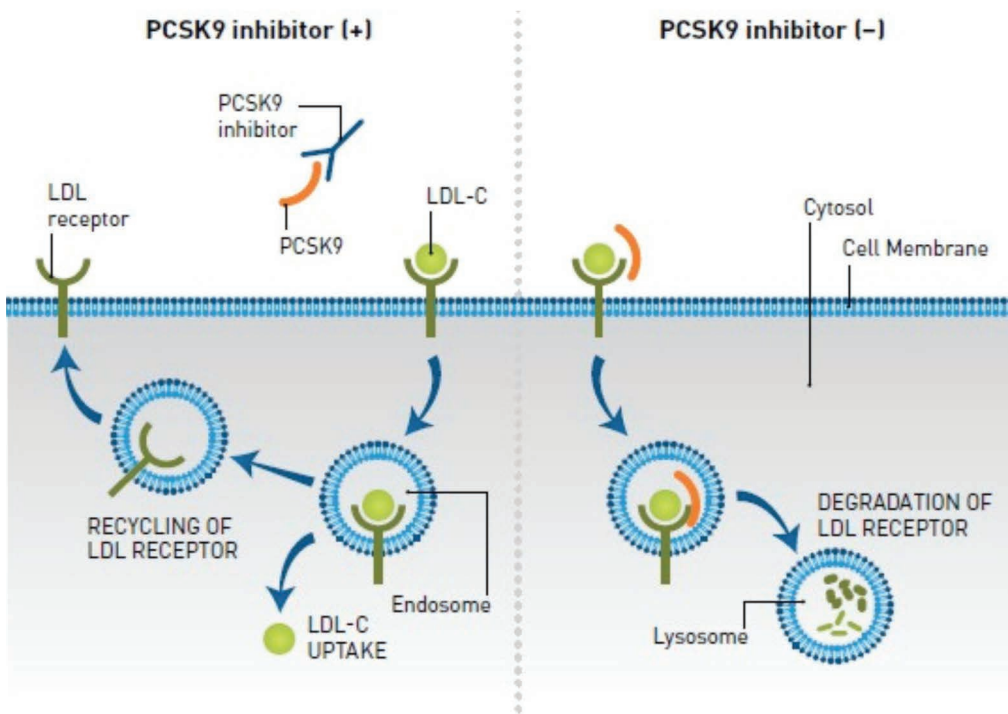 PCSK9 inhibitor (+)
PCSK9 inhibitor (−)
PCSK9
inhibitor
LDL
receptor
PCSK9
LDL-C
Cytosol
Cell Membrane
RECYCLING OF
LDL RECEPTOR
Endosome
LDL-C
UPTAKE
DEGRADATION OF
LDL RECEPTOR
Lysosome